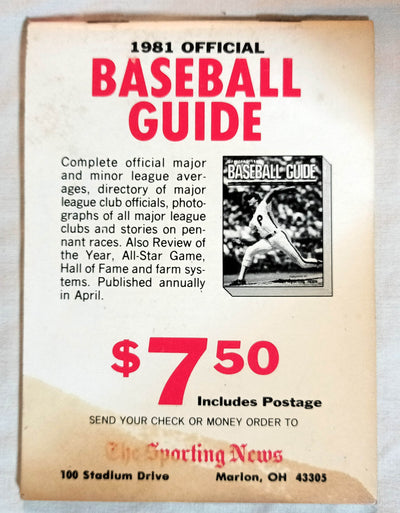 1981 OFFICIAL
BASEBALL
GUIDE
Complete official major
and minor league aver-
ages, directory of major
league club officials, photo-
graphs of all major league
clubs and stories on pen-
nant races. Also Review of
the Year, All-Star Game,
Hall of Fame and farm sys-
tems. Published annually
in April.
BASEBALL GUIDE
$7.50
Includes Postage
SEND YOUR CHECK OR MONEY ORDER TO
The Sporting News
100 Stadium Drive Marion, OH 43305